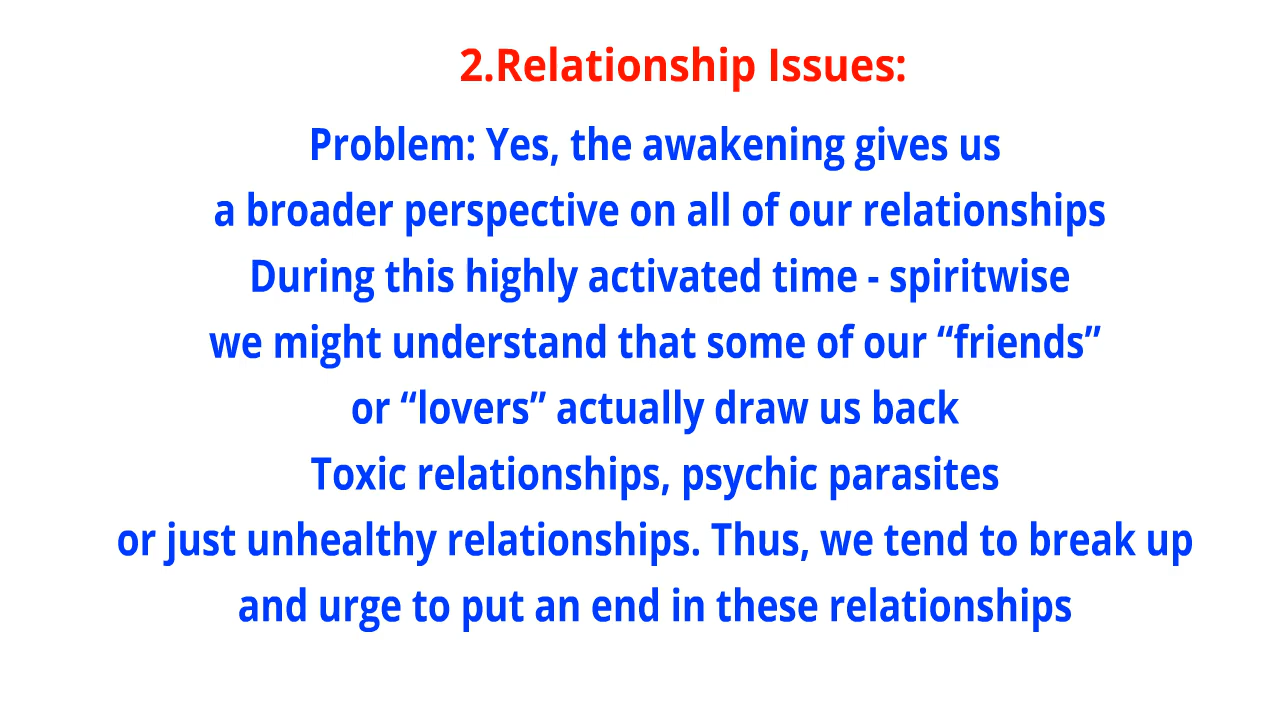 2.Relationship Issues:
Problem: Yes, the awakening gives us
a broader perspective on all of our relationships
During this highly activated time - spiritwise
we might understand that some of our “friends”
or “lovers” actually draw us back
Toxic relationships, psychic parasites
or just unhealthy relationships. Thus, we tend to break up
and urge to put an end in these relationships